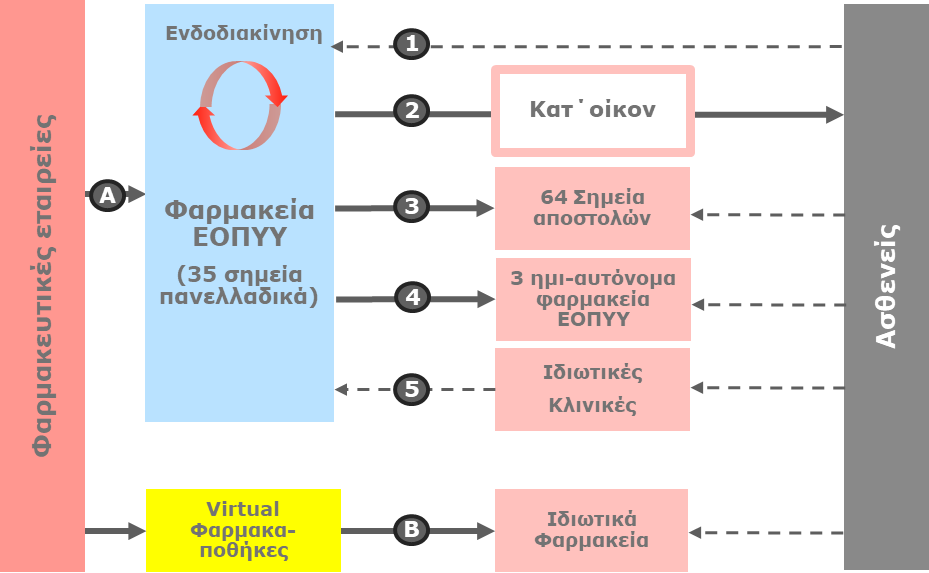 Φαρμακευτικές εταιρείες
Α
Ενδοδιακίνηση
Φαρμακεία
ΕΟΠΥΥ
(35 σημεία
πανελλαδικά)
1
2
Κατ΄οίκον
3
64 Σημεία
αποστολών
4
3 ημι-αυτόνομα
φαρμακεία
ΕΟΠΥΥ
5
Ιδιωτικές
Κλινικές
Virtual
Φαρμακα-
ποθήκες
Β
Ιδιωτικά
Φαρμακεία
Ασθενείς